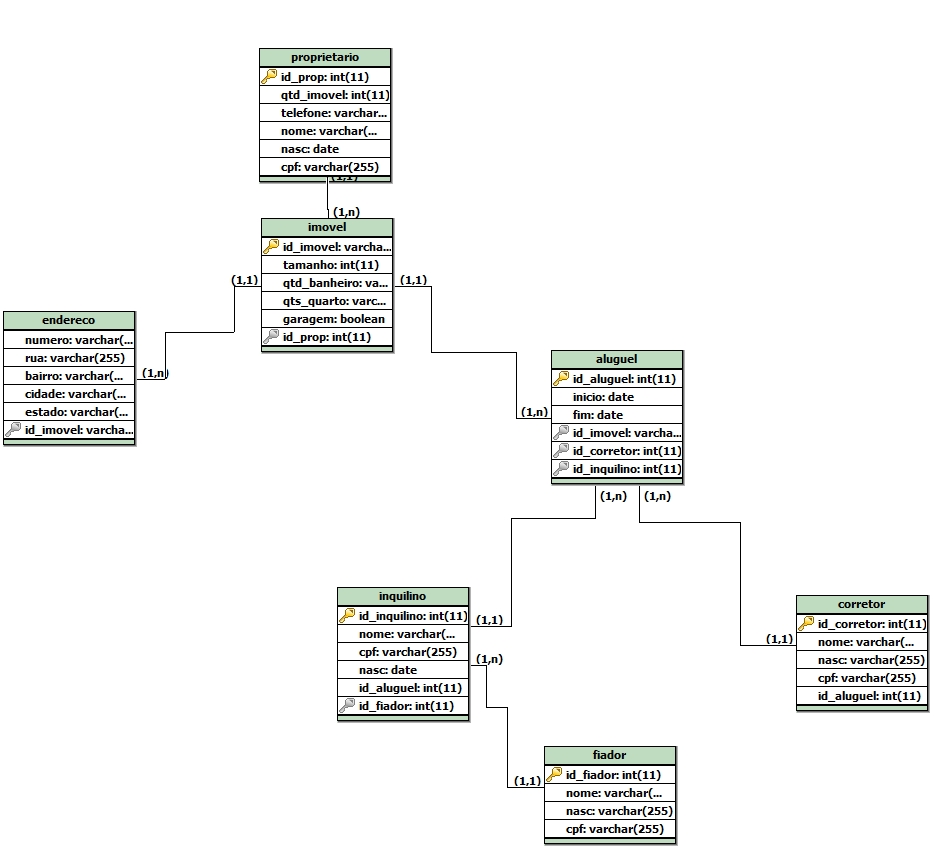 proprietario
id_prop: int(11)
qtd_imovel: int(11)
telefone: varchar...
nome: varchar(...
nasc: date
cpf: varchar(255)
(1,1)
(1,n)
imovel
id_imovel: varcha...
tamanho: int(11)
qtd_banheiro: va...
qts_quarto: varc...
garagem: boolean
id_prop: int(11)
(1,1)
(1,1)
endereco
numero: varchar(...
rua: varchar(255)
bairro: varchar(...
cidade: varchar(...
estado: varchar(...
id_imovel: varcha...
(1,n)
aluguel
id_aluguel: int(11)
inicio: date
fim: date
id_imovel: varcha...
id_corretor: int(11)
id_inquilino: int(11)
(1,n)
(1,n)
(1,n)
inquilino
id_inquilino: int(11)
nome: varchar(...
cpf: varchar(255)
nasc: date
id_aluguel: int(11)
id_fiador: int(11)
(1,1)
(1,n)
corretor
id_corretor: int(11)
nome: varchar(...
nasc: varchar(255)
cpf: varchar(255)
id_aluguel: int(11)
(1,1)
fiador
id_fiador: int(11)
nome: varchar(...
nasc: varchar(255)
cpf: varchar(255)
(1,1)